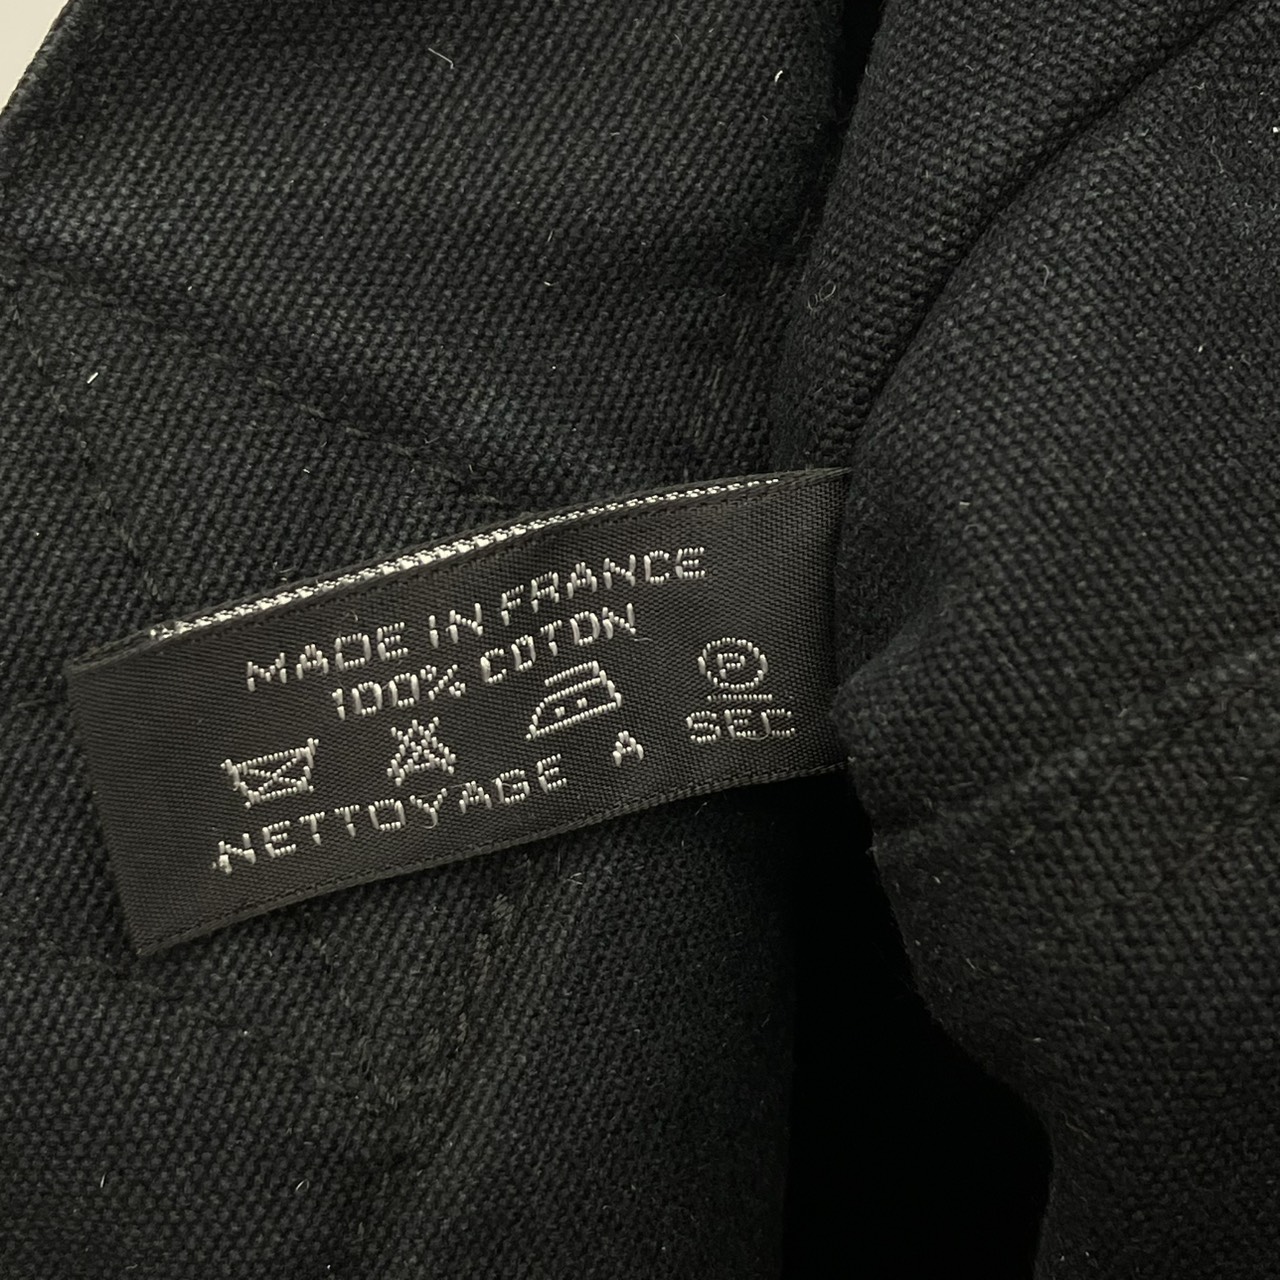 MADE IN FRANCE
100% COTON
P
NETTOYAGE A SEC